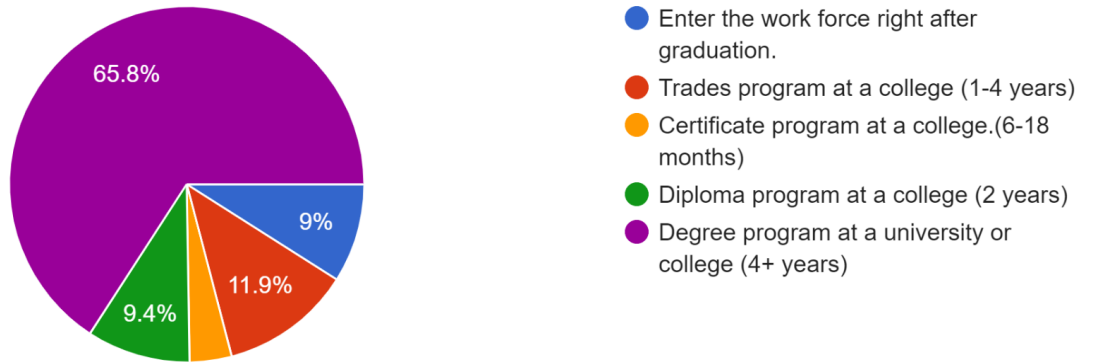 65.8%
9%
11.9%
9.4%
Enter the work force right after
graduation.
Trades program at a college (1-4 years)
Certificate program at a college.(6-18
months)
Diploma program at a college (2 years)
Degree program at a university or
college (4+ years)